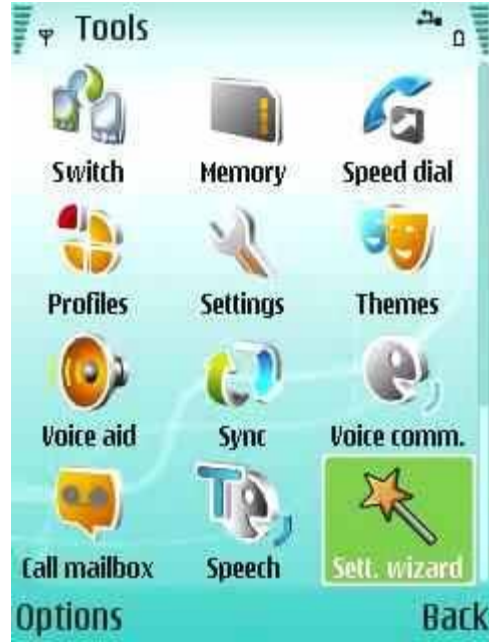 Tools
Switch Memory Speed dial
Profiles Settings Themes
Voice aid Sync Voice comm.
Call mailbox Speech Sett. wizard
Options Back